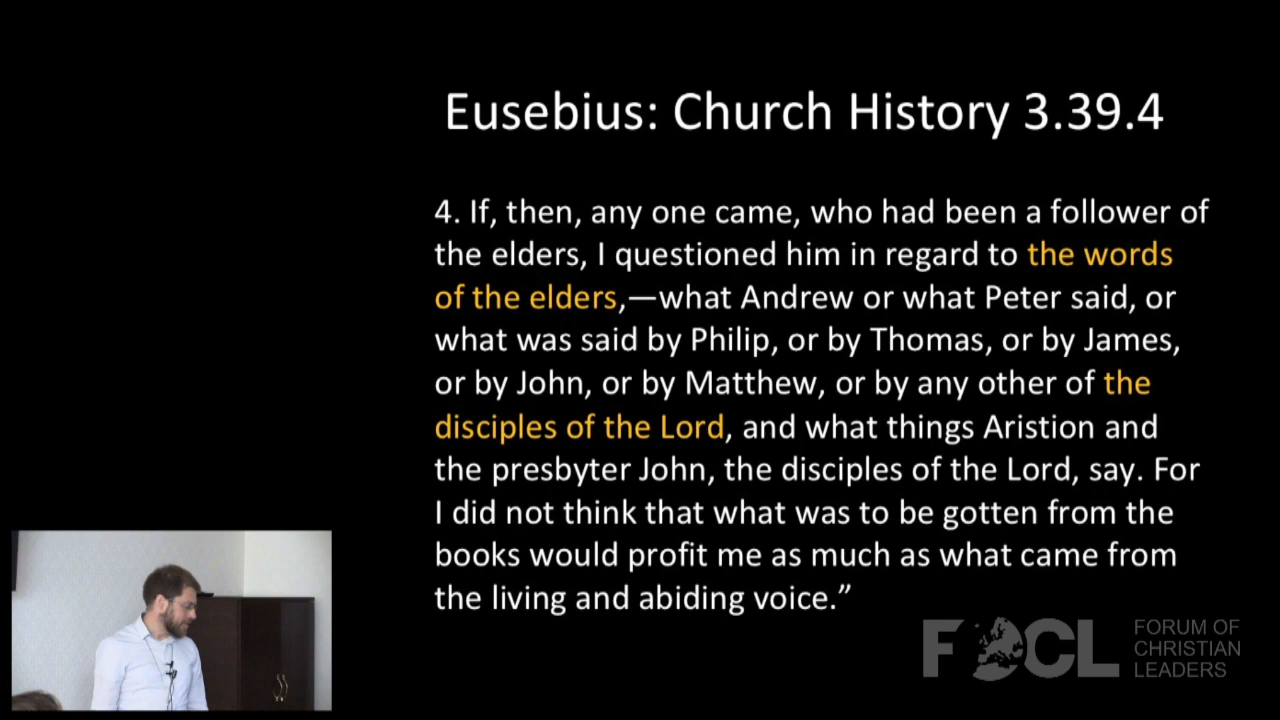 Eusebius: Church History 3.39.4
4. If, then, any one came, who had been a follower of
the elders, I questioned him in regard to the words
of the elders,—what Andrew or what Peter said, or
what was said by Philip, or by Thomas, or by James,
or by John, or by Matthew, or by any other of the
disciples of the Lord, and what things Aristion and
the presbyter John, the disciples of the Lord, say. For
I did not think that what was to be gotten from the
books would profit me as much as what came from
the living and abiding voice.”
FOCL
FORUM OF
CHRISTIAN
LEADERS